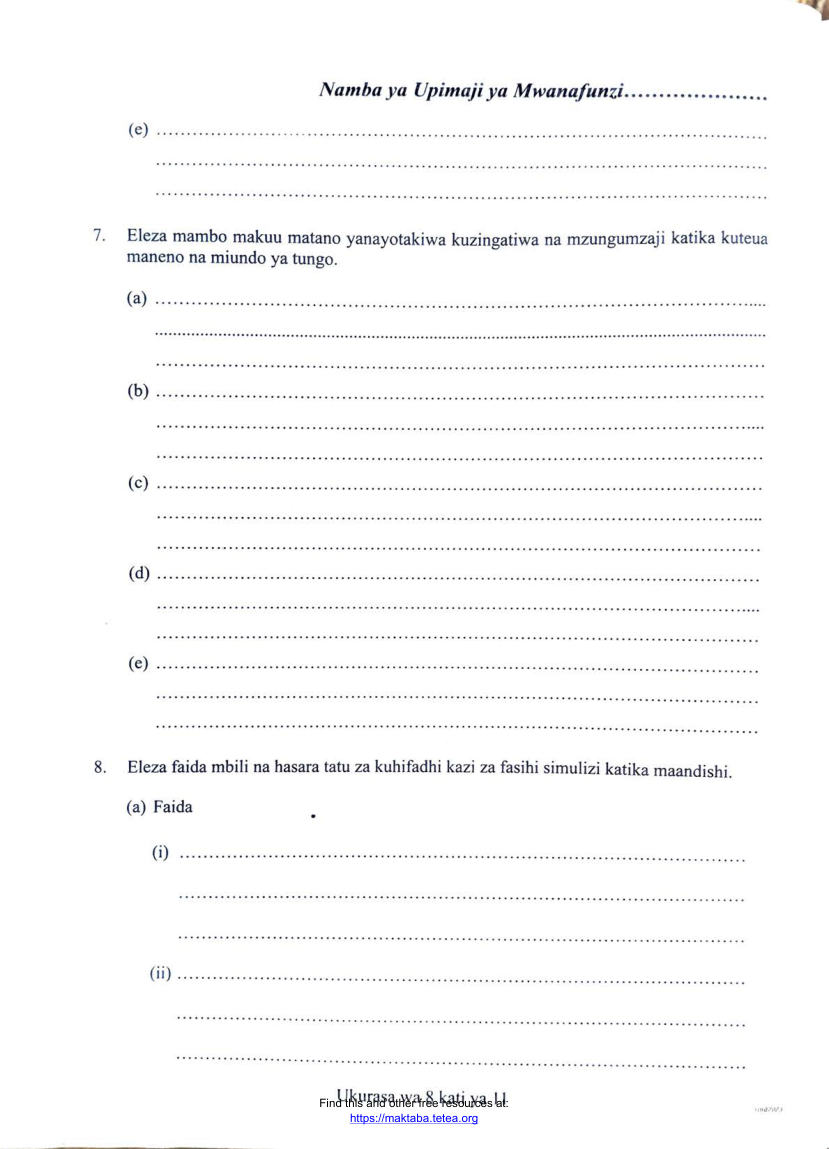 Namba ya Upimaji ya Mwanafunzi.....................
(e) ....................................................................................................
....................................................................................................
....................................................................................................
7. Eleza mambo makuu matano yanayotakiwa kuzingatiwa na mzungumzaji katika kuteua
maneno na miundo ya tungo.
(a) ....................................................................................................
....................................................................................................
....................................................................................................
(b) ....................................................................................................
....................................................................................................
....................................................................................................
(c) ....................................................................................................
....................................................................................................
....................................................................................................
(d) ....................................................................................................
....................................................................................................
....................................................................................................
(e) ....................................................................................................
....................................................................................................
....................................................................................................
8. Eleza faida mbili na hasara tatu za kuhifadhi kazi za fasihi simulizi katika maandishi.
(a) Faida
(i) ....................................................................................................
....................................................................................................
....................................................................................................
(ii) ....................................................................................................
....................................................................................................
....................................................................................................
Ukurasa wa 8 kati ya 11
Find this and other free resources at:
https://maktaba.tetea.org